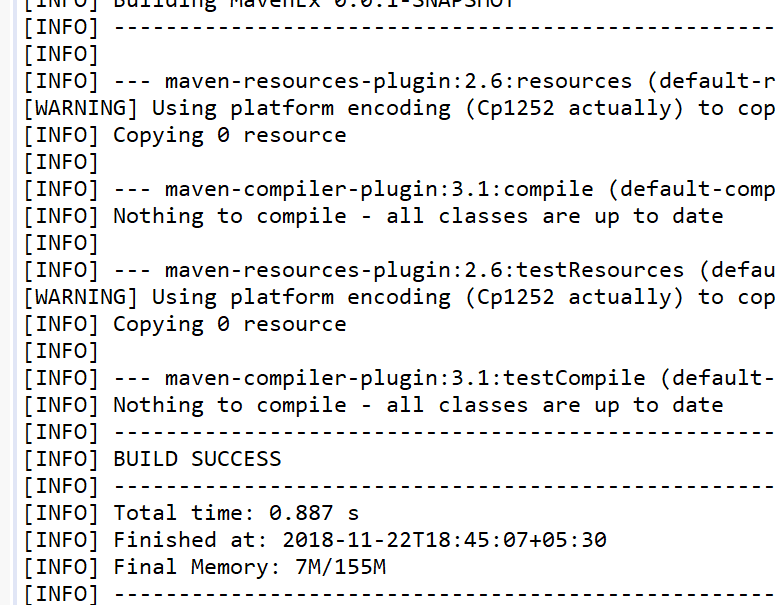 [INFO] Building MavenEx 0.0.1-SNAPSHOT
[INFO] ---------------------------------------------------
[INFO]
[INFO] --- maven-resources-plugin:2.6:resources (default-r
[WARNING] Using platform encoding (Cp1252 actually) to cop
[INFO] Copying 0 resource
[INFO]
[INFO] --- maven-compiler-plugin:3.1:compile (default-comp
[INFO] Nothing to compile - all classes are up to date
[INFO]
[INFO] --- maven-resources-plugin:2.6:testResources (defau
[WARNING] Using platform encoding (Cp1252 actually) to cop
[INFO] Copying 0 resource
[INFO]
[INFO] --- maven-compiler-plugin:3.1:testCompile (default-
[INFO] Nothing to compile - all classes are up to date
[INFO] ---------------------------------------------------
[INFO] BUILD SUCCESS
[INFO] ---------------------------------------------------
[INFO] Total time: 0.887 s
[INFO] Finished at: 2018-11-22T18:45:07+05:30
[INFO] Final Memory: 7M/155M
[INFO] ---------------------------------------------------